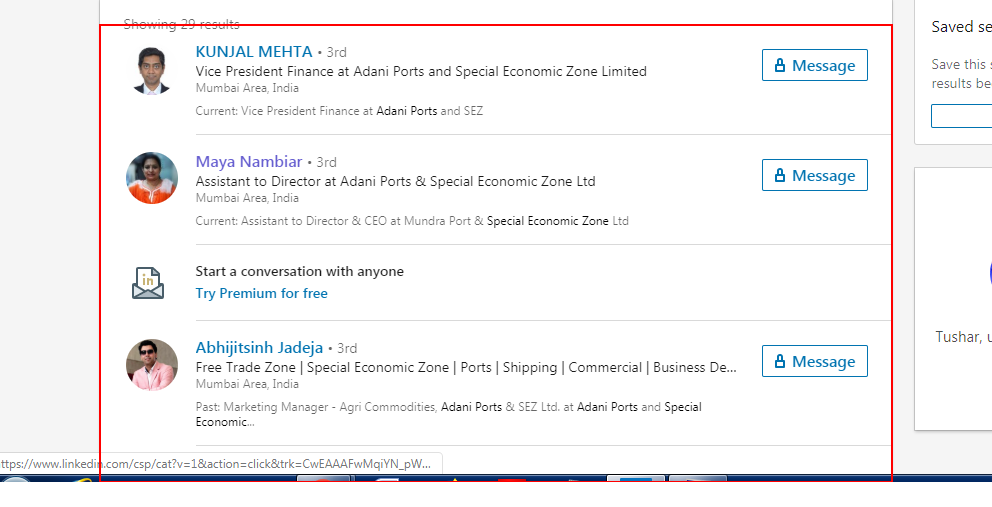 Showing 29 results
KUNJAL MEHTA • 3rd
Vice President Finance at Adani Ports and Special Economic Zone Limited
Mumbai Area, India
Current: Vice President Finance at Adani Ports and SEZ
Message
Maya Nambiar • 3rd
Assistant to Director at Adani Ports & Special Economic Zone Ltd
Mumbai Area, India
Current: Assistant to Director & CEO at Mundra Port & Special Economic Zone Ltd
Message
in
Start a conversation with anyone
Try Premium for free
Abhijitsinh Jadeja • 3rd
Free Trade Zone | Special Economic Zone | Ports | Shipping | Commercial | Business De...
Mumbai Area, India
Past: Marketing Manager - Agri Commodities, Adani Ports & SEZ Ltd. at Adani Ports and Special
Economic...
Message
ttps://www.linkedin.com/csp/cat?v=1&action=click&trk=CwEAAAFwMqiYN_pW...
Saved se
Save this s
results be
Tushar, u